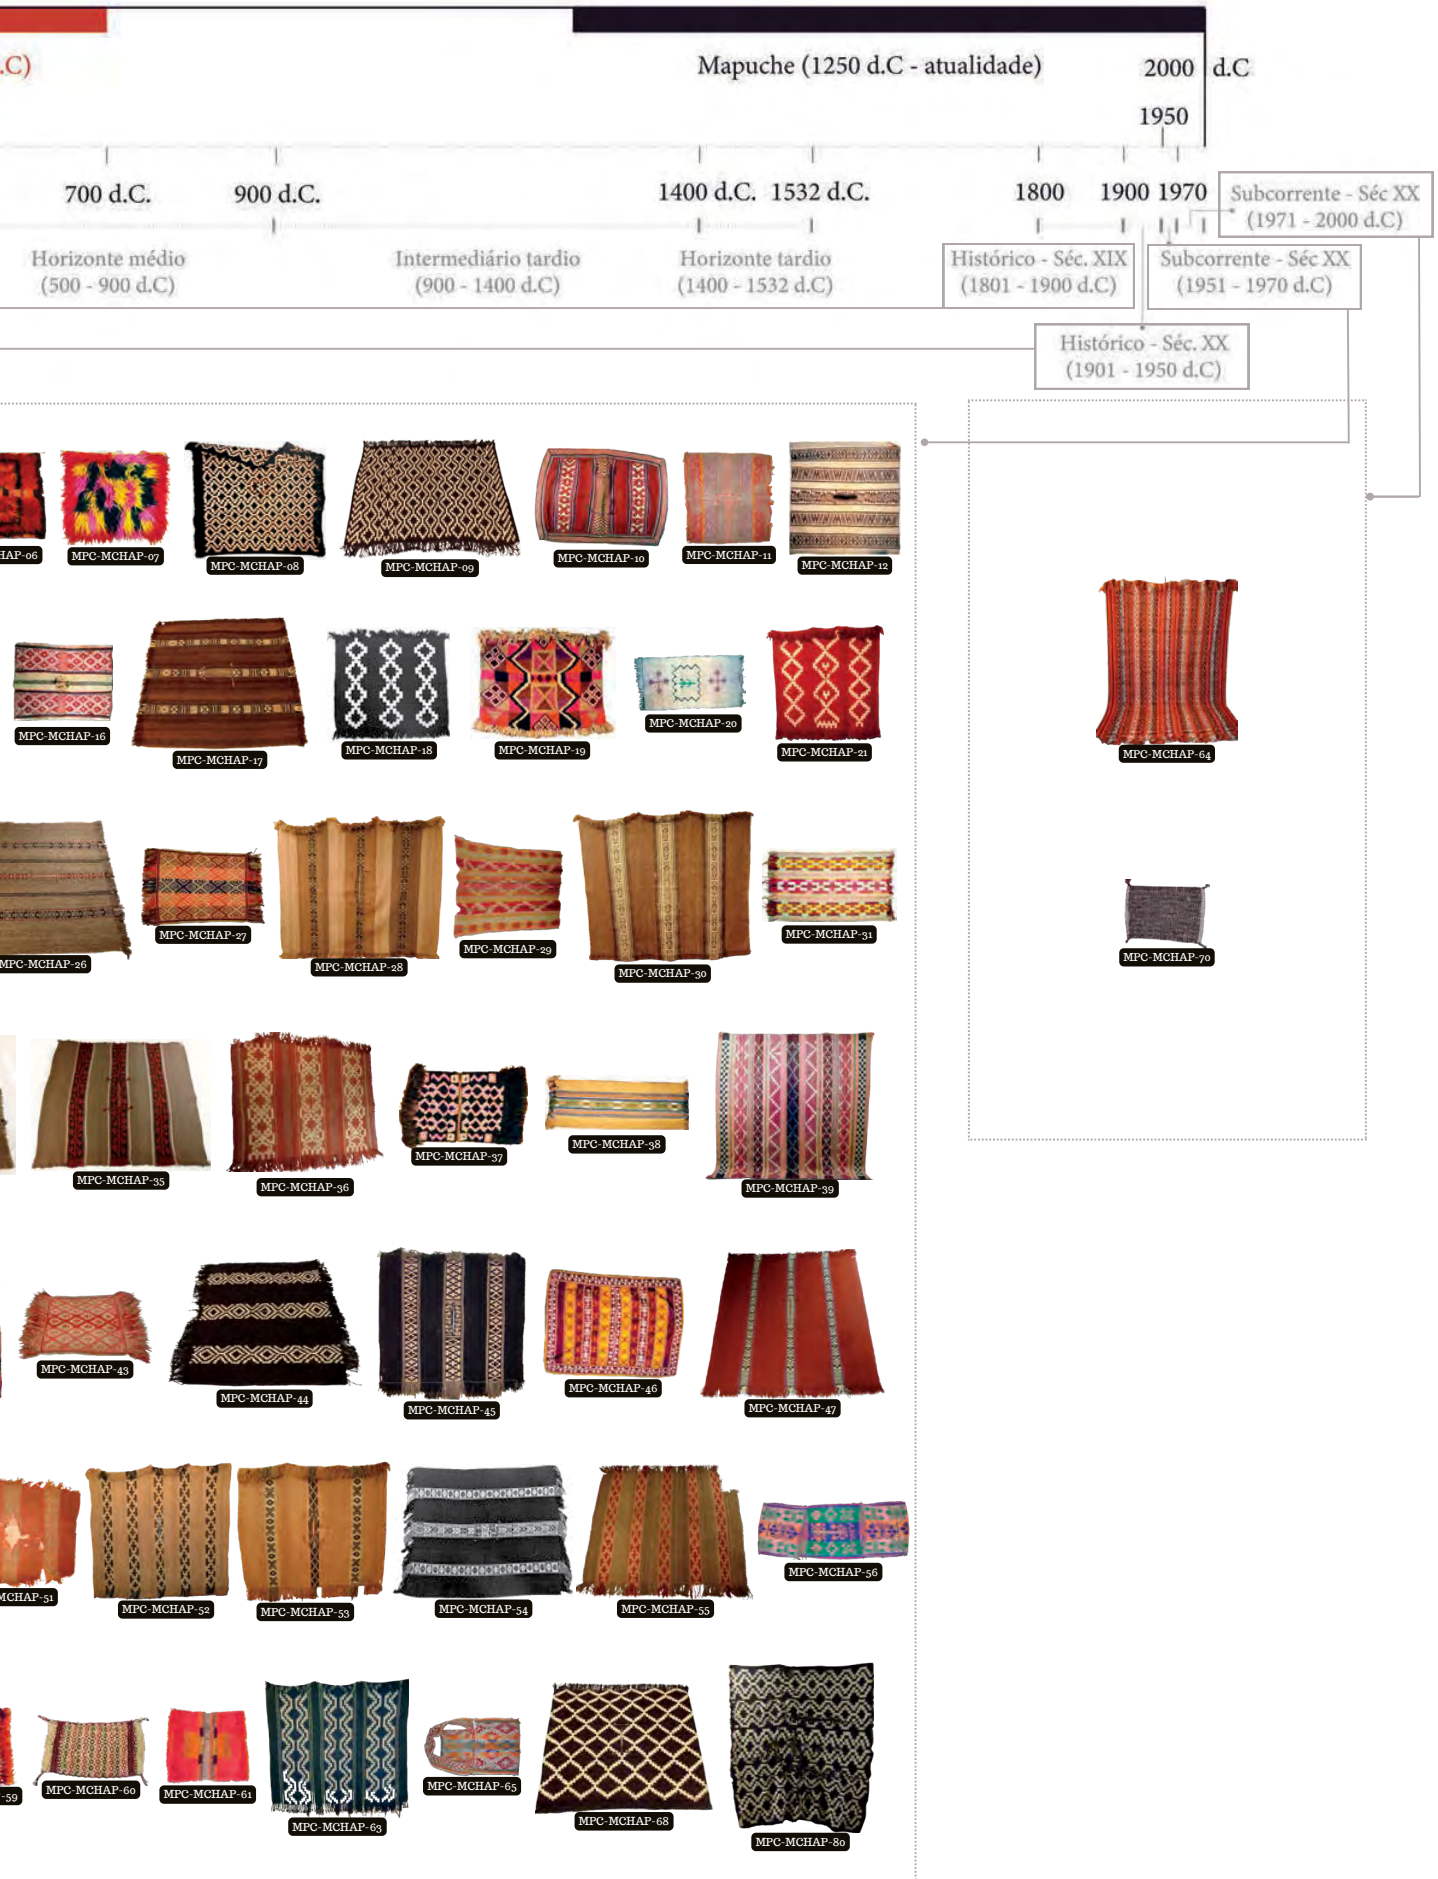 .C)
Mapuche (1250 d.C - atualidade)
2000 d.C
1950
700 d.C.
900 d.C.
1400 d.C.
1532 d.C.
1800
1900
1970
Subcorrente - Séc XX
(1971 - 2000 d.C)
Horizonte médio
(500 - 900 d.C)
Intermediário tardio
(900 - 1400 d.C)
Horizonte tardio
(1400 - 1532 d.C)
Histórico - Séc. XIX
(1801 - 1900 d.C)
Subcorrente - Séc XX
(1951 - 1970 d.C)
Histórico - Séc. XX
(1901 - 1950 d.C)
HAP-06
MPC-MCHAP-07
MPC-MCHAP-08
MPC-MCHAP-09
MPC-MCHAP-10
MPC-MCHAP-11
MPC-MCHAP-12
MPC-MCHAP-16
MPC-MCHAP-17
MPC-MCHAP-18
MPC-MCHAP-19
MPC-MCHAP-20
MPC-MCHAP-21
MPC-MCHAP-64
MPC-MCHAP-26
MPC-MCHAP-27
MPC-MCHAP-28
MPC-MCHAP-29
MPC-MCHAP-30
MPC-MCHAP-31
MPC-MCHAP-70
MPC-MCHAP-35
MPC-MCHAP-36
MPC-MCHAP-37
MPC-MCHAP-38
MPC-MCHAP-39
MPC-MCHAP-43
MPC-MCHAP-44
MPC-MCHAP-45
MPC-MCHAP-46
MPC-MCHAP-47
MCHAP-51
MPC-MCHAP-52
MPC-MCHAP-53
MPC-MCHAP-54
MPC-MCHAP-55
MPC-MCHAP-56
-59
MPC-MCHAP-60
MPC-MCHAP-61
MPC-MCHAP-63
MPC-MCHAP-65
MPC-MCHAP-68
MPC-MCHAP-80